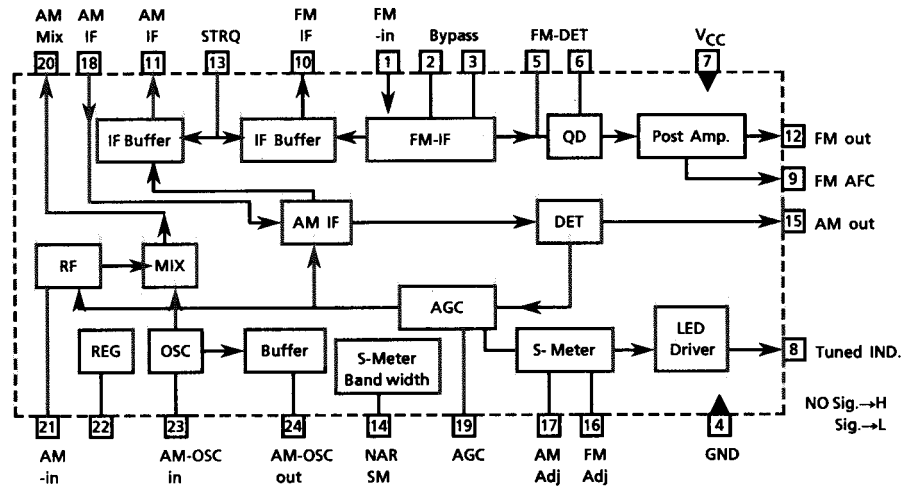 AM Mix
AM IF
AM IF
STRQ
FM IF
FM -in
Bypass
FM-DET
VCC
20
18
11
13
10
1
2
3
5
6
7
IF Buffer
IF Buffer
FM-IF
QD
Post Amp.
12 FM out
9 FM AFC
AM IF
DET
15 AM out
RF
MIX
AGC
REG
OSC
Buffer
S-Meter
Band width
S- Meter
LED
Driver
8 Tuned IND.
NO Sig.→H
Sig.→L
21
22
23
24
14
19
17
16
4
AM -in
AM-OSC in
AM-OSC out
NAR SM
AGC
AM Adj
FM Adj
GND